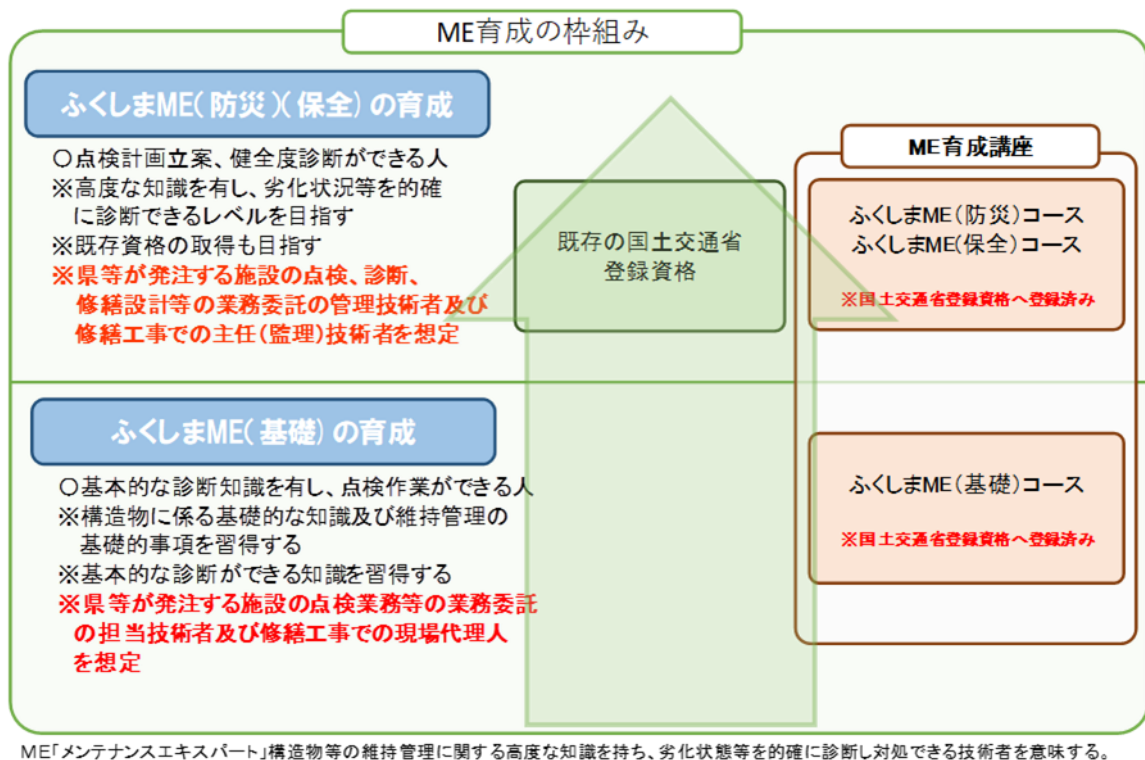 ME育成の枠組み
ふくしまME(防災)(保全)の育成
○点検計画立案、健全度診断ができる人
※高度な知識を有し、劣化状況等を的確
に診断できるレベルを目指す
※既存資格の取得も目指す
※県等が発注する施設の点検、診断、
修繕設計等の業務委託の管理技術者及び
修繕工事での主任(監理)技術者を想定
既存の国土交通省
登録資格
ME育成講座
ふくしまME(防災)コース
ふくしまME(保全)コース
※国土交通省登録資格へ登録済み
ふくしまME(基礎)の育成
○基本的な診断知識を有し、点検作業ができる人
※構造物に係る基礎的な知識及び維持管理の
基礎的事項を習得する
※基本的な診断ができる知識を習得する
※県等が発注する施設の点検業務等の業務委託
の担当技術者及び修繕工事での現場代理人
を想定
ふくしまME(基礎)コース
※国土交通省登録資格へ登録済み
ME「メンテナンスエキスパート」構造物等の維持管理に関する高度な知識を持ち、劣化状態等を的確に診断し対処できる技術者を意味する。